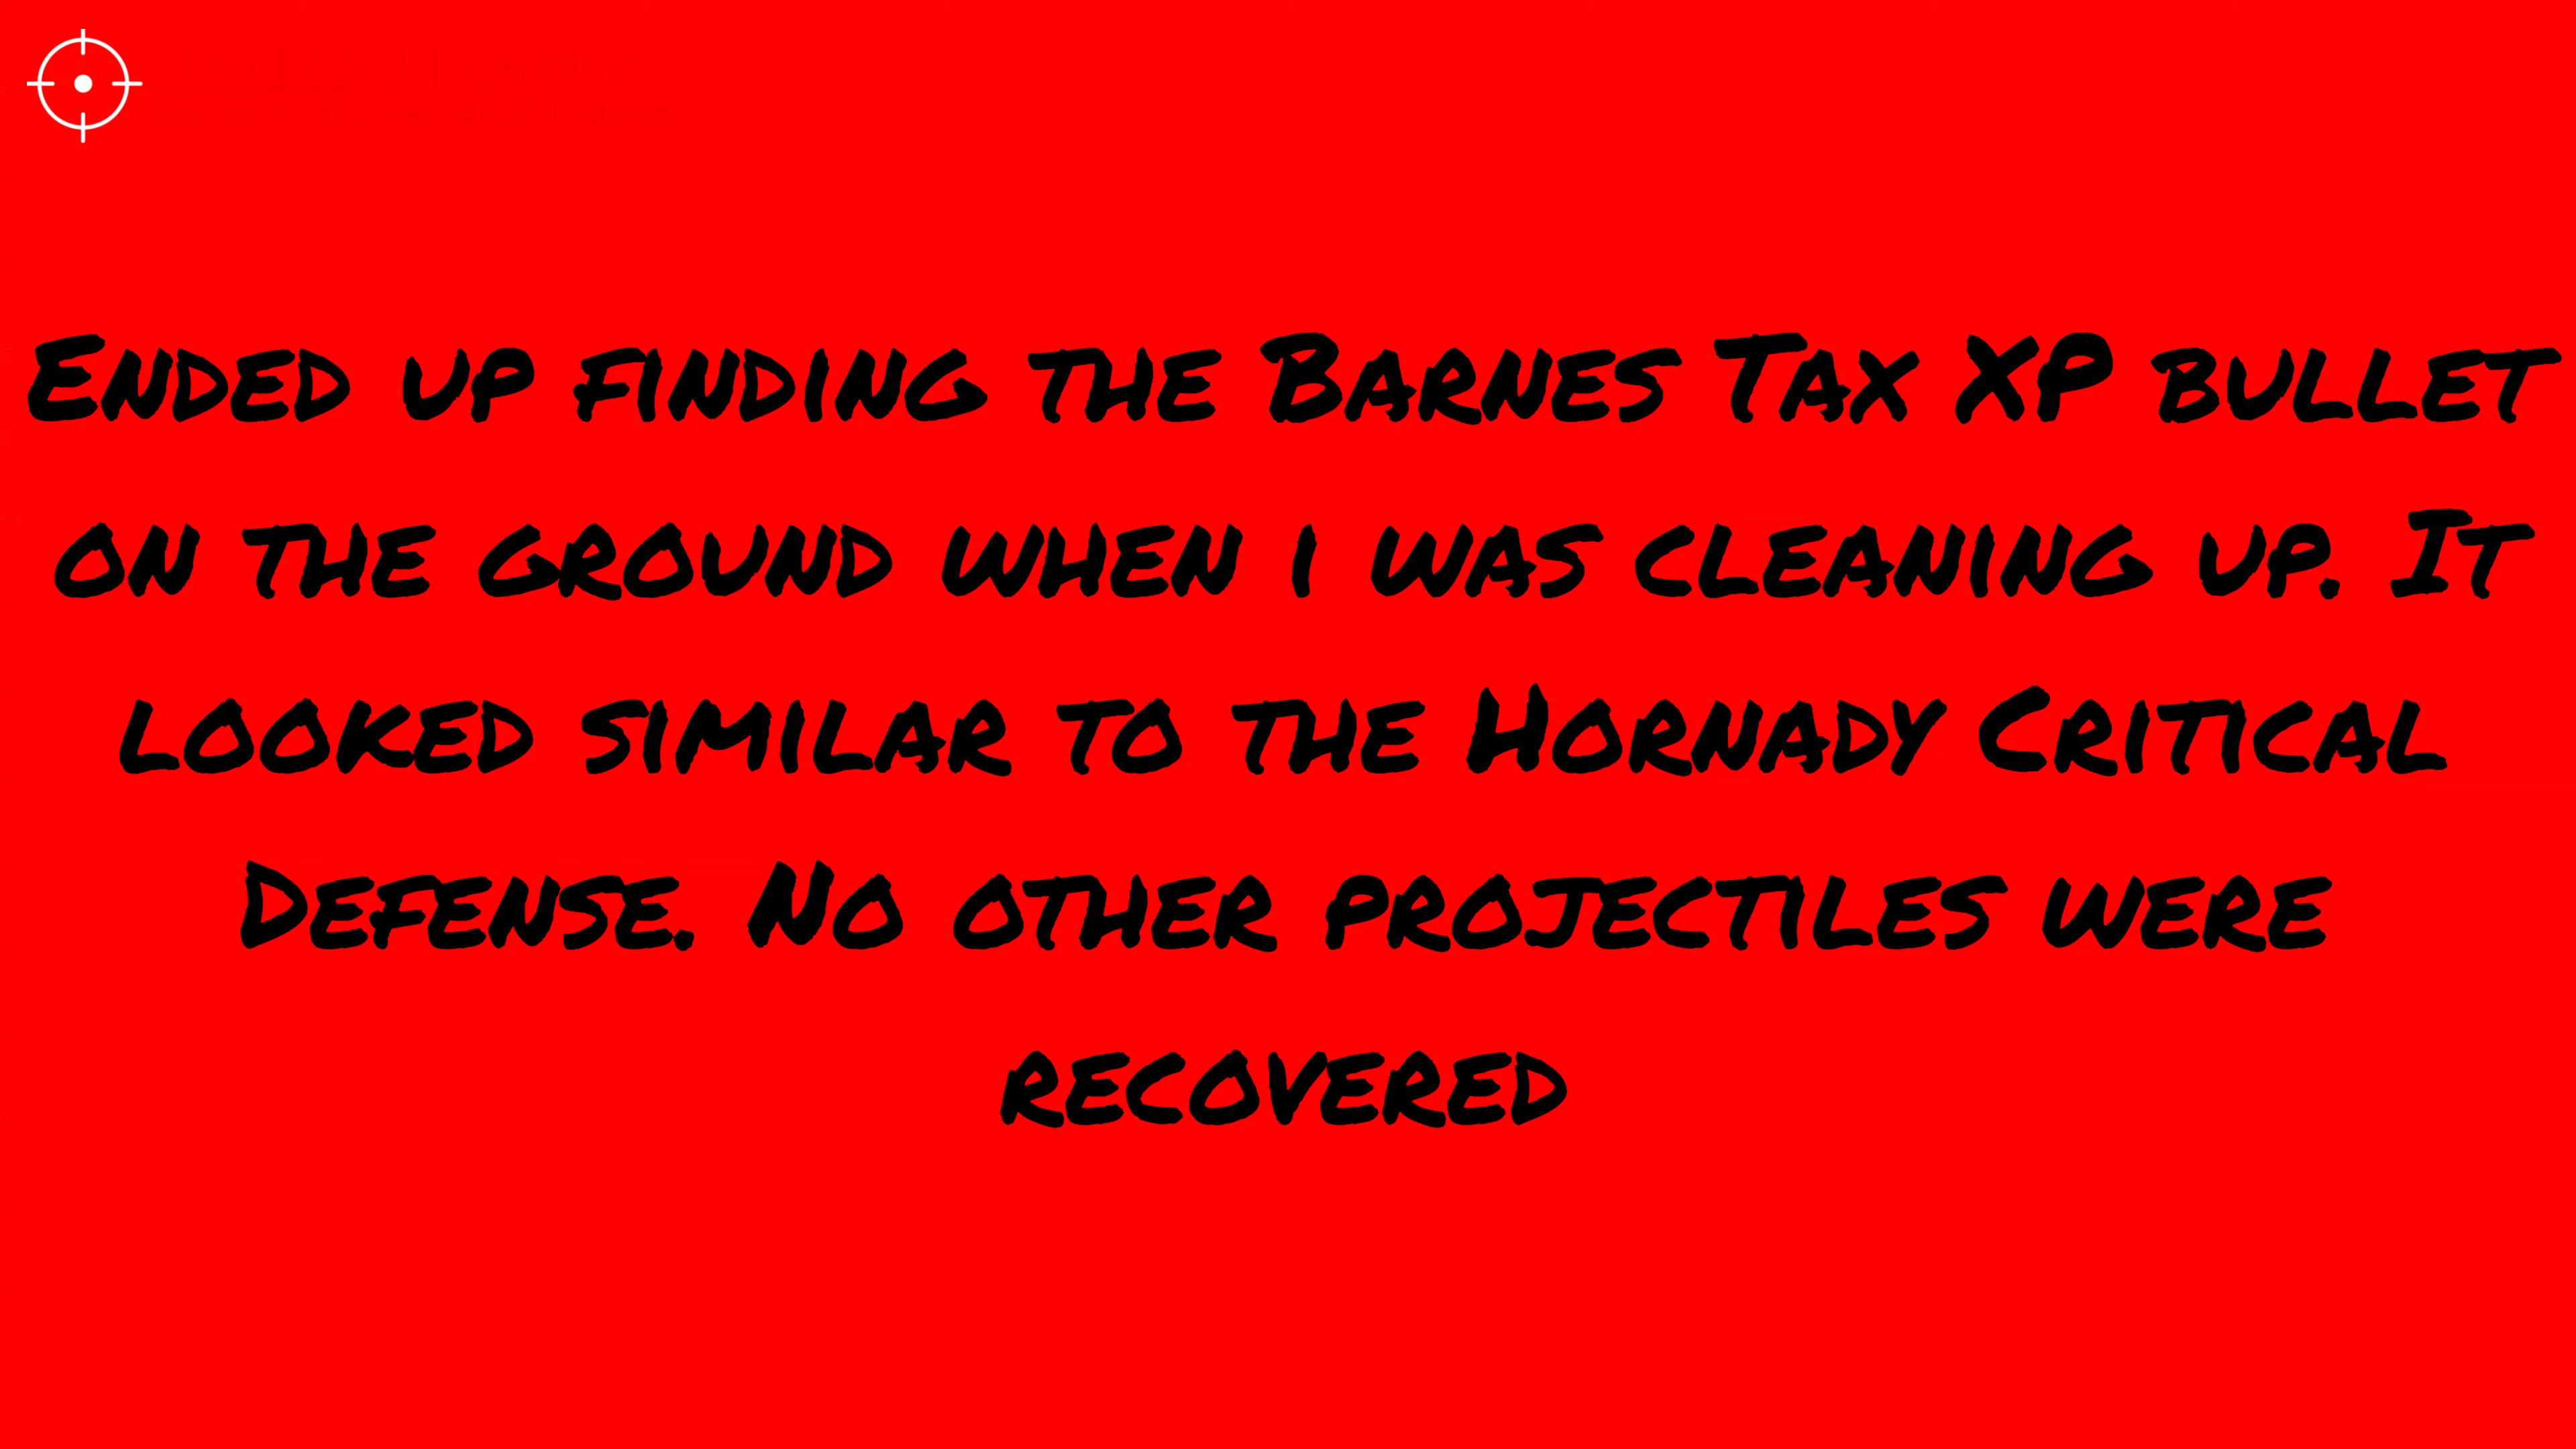 Ended up finding the Barnes Tax XP bullet
on the ground when i was cleaning up. It
looked similar to the Hornady Critical
Defense. No other projectiles were
recovered